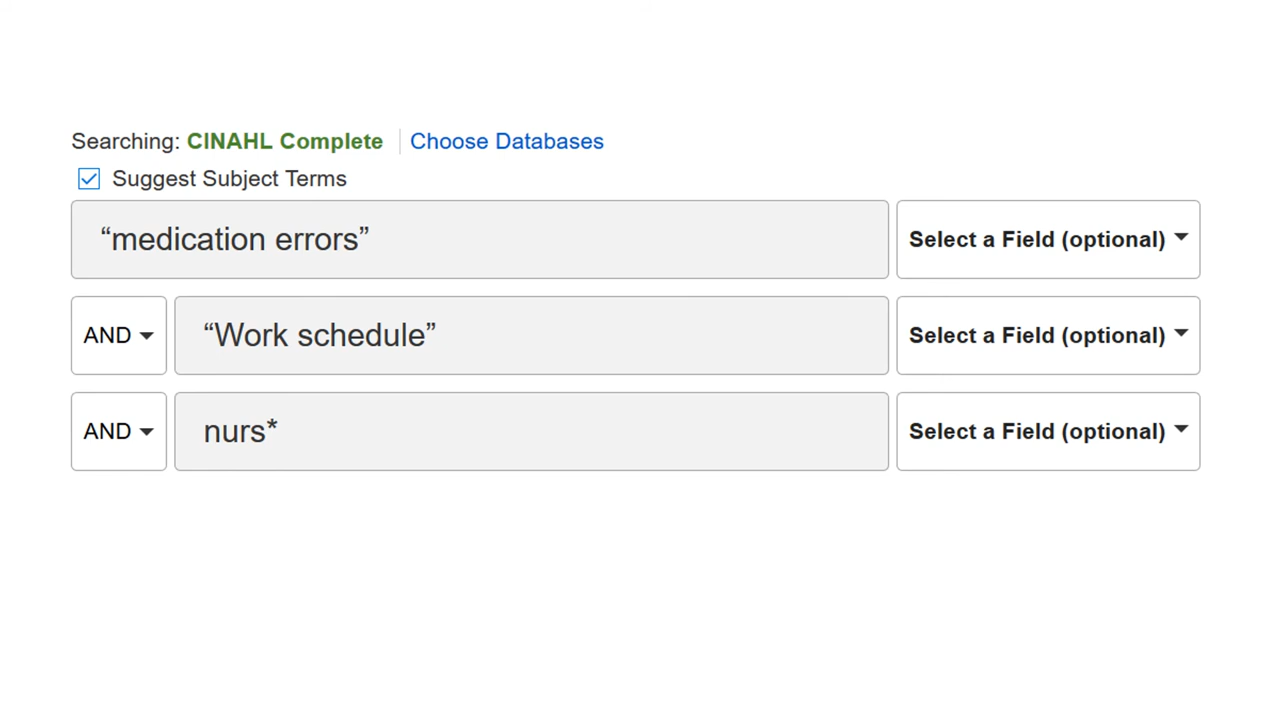 Searching: CINAHL Complete Choose Databases
Suggest Subject Terms
“medication errors” Select a Field (optional)
AND “Work schedule” Select a Field (optional)
AND nurs* Select a Field (optional)